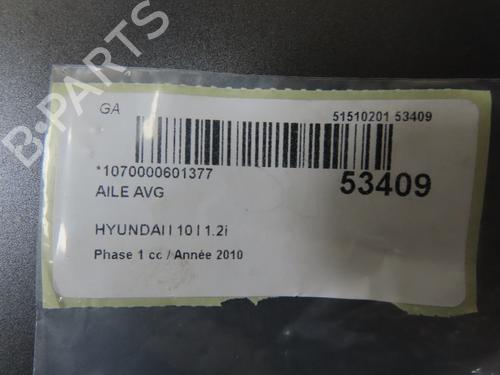 GA
51510201 53409
*1070000601377
53409
AILE AVG
HYUNDAI I 10 I 1.2i
Phase 1 cc / Année 2010
B-PARTS